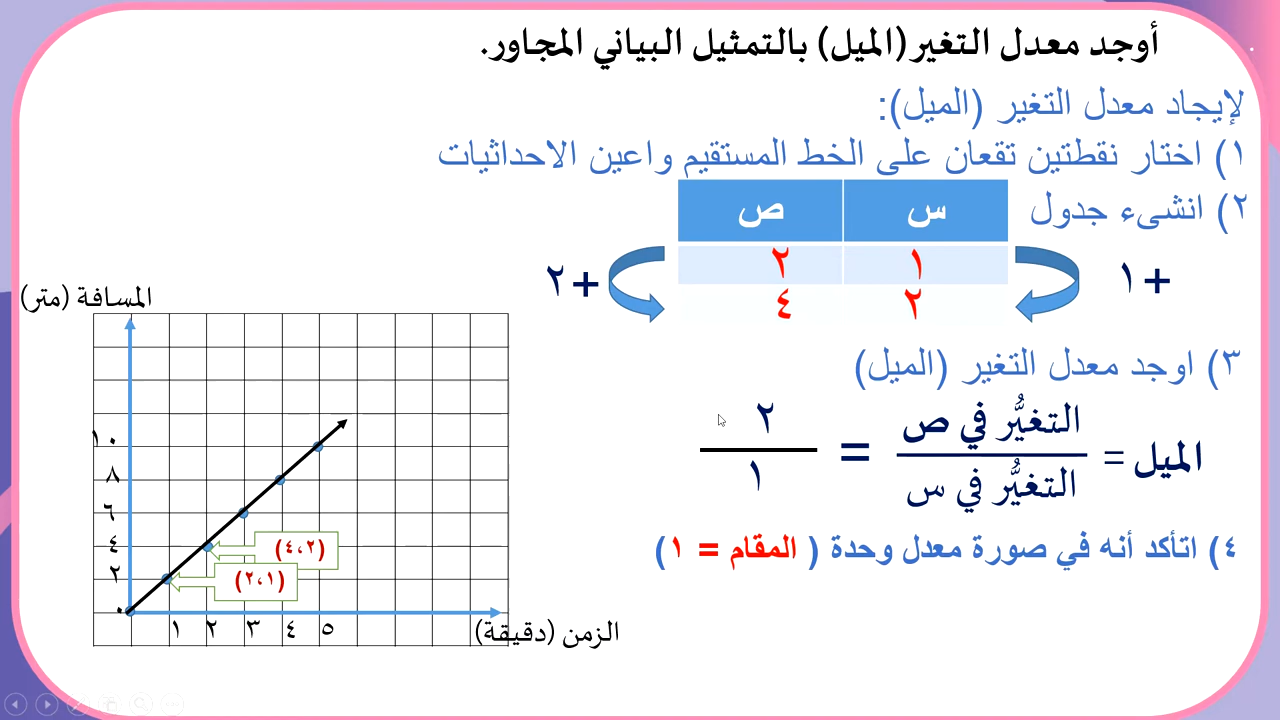 أوجد معدل التغير (الميل) بالتمثيل البياني المجاور.
لإيجاد معدل التغير (الميل):
١) اختار نقطتين تقعان على الخط المستقيم واعين الاحداثيات
٢) انشىء جدول
س ص
١ ٢
٢ ٤
+١
+٢
٣) اوجد معدل التغير (الميل)
الميل = التغيُّر في ص
التغيُّر في س
= ٢
١
٤) اتأكد أنه في صورة معدل وحدة ( المقام = ١ )
المسافة (متر)
١٠
٨
٦
٤
٢
٠
(٤،٢)
(٢،١)
١ ٢ ٣ ٤ ٥
الزمن (دقيقة)